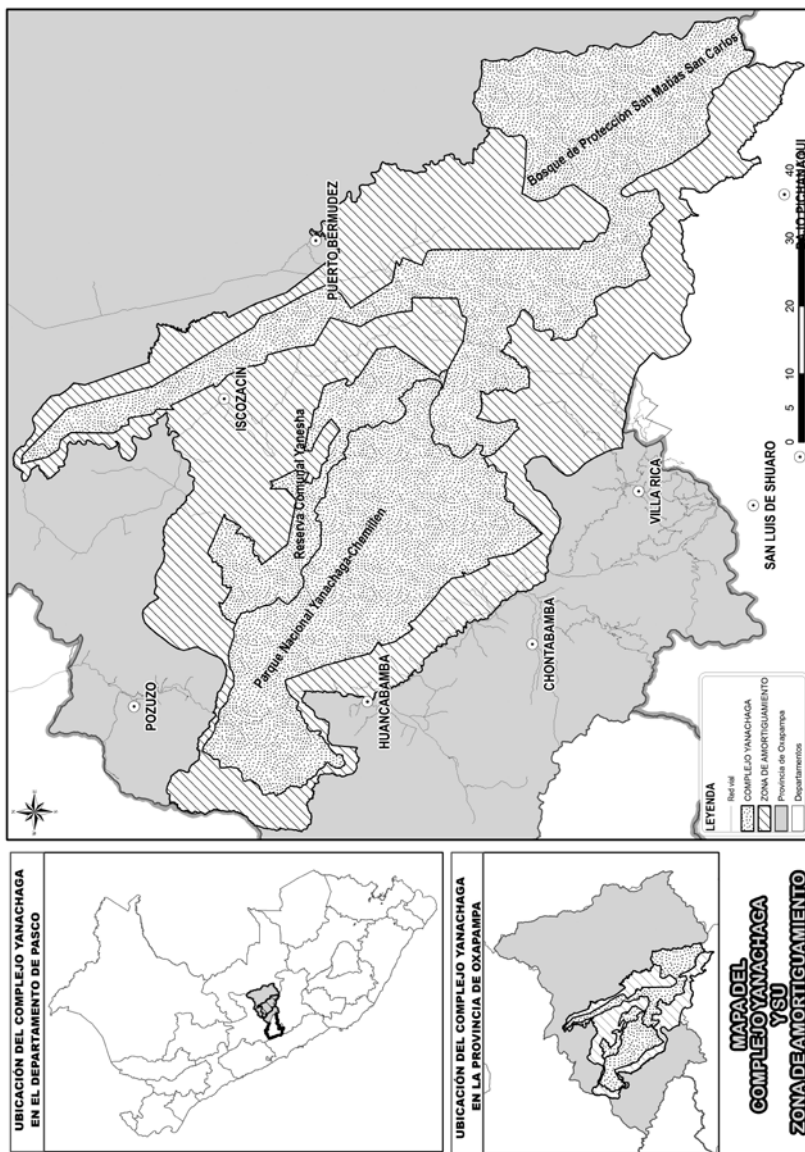 UBICACIÓN DEL COMPLEJO YANACHAGA
EN EL DEPARTAMENTO DE PASCO
UBICACIÓN DEL COMPLEJO YANACHAGA
EN LA PROVINCIA DE OXAPAMPA
MAPA DEL
COMPLEJO YANACHAGA
Y SU
ZONA DE AMORTIGUAMIENTO
POZUZO
ISCOZACIN
PUERTO BERMUDEZ
HUANCABAMBA
CHONTABAMBA
VILLA RICA
SAN LUIS DE SHUARO
PICHANAQUI
Parque Nacional Yanachaga-Chemillen
Reserva Comunal Yanesha
Bosque de Protección San Matias San Carlos
LEYENDA
Red vial
COMPLEJO YANACHAGA
ZONA DE AMORTIGUAMIENTO
Provincia de Oxapampa
Departamentos
0 5 10 20 30 40